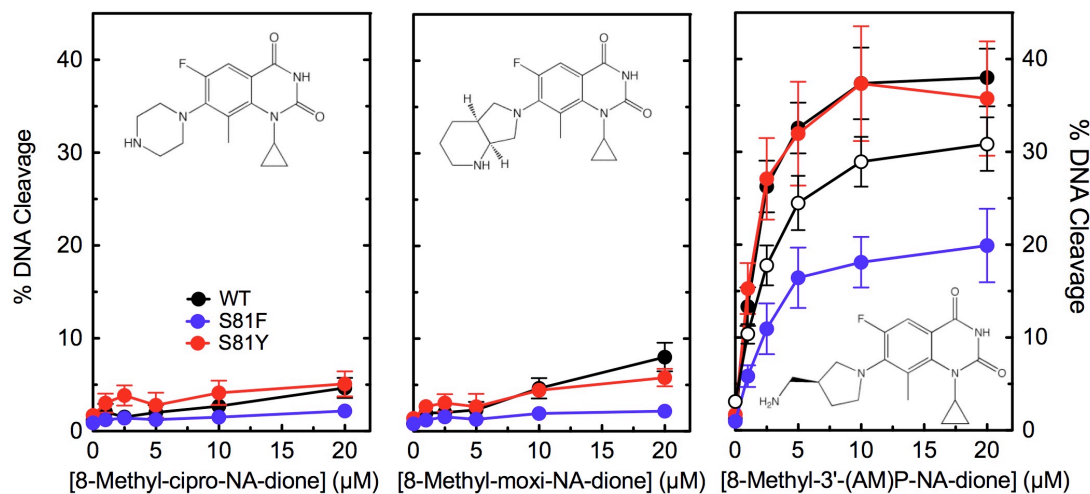 % DNA Cleavage
40
30
20
10
0
F
O
NH
N
N
O
HN
WT
S81F
S81Y
0 5 10 15 20
[8-Methyl-cipro-NA-dione] (µM)
F
O
H
N
NH
N
O
H
NH
0 5 10 15 20
[8-Methyl-moxi-NA-dione] (µM)
40
30
20
10
0
% DNA Cleavage
O
F
NH
N
N
O
H₂N
0 5 10 15 20
[8-Methyl-3'-(AM)P-NA-dione] (µM)